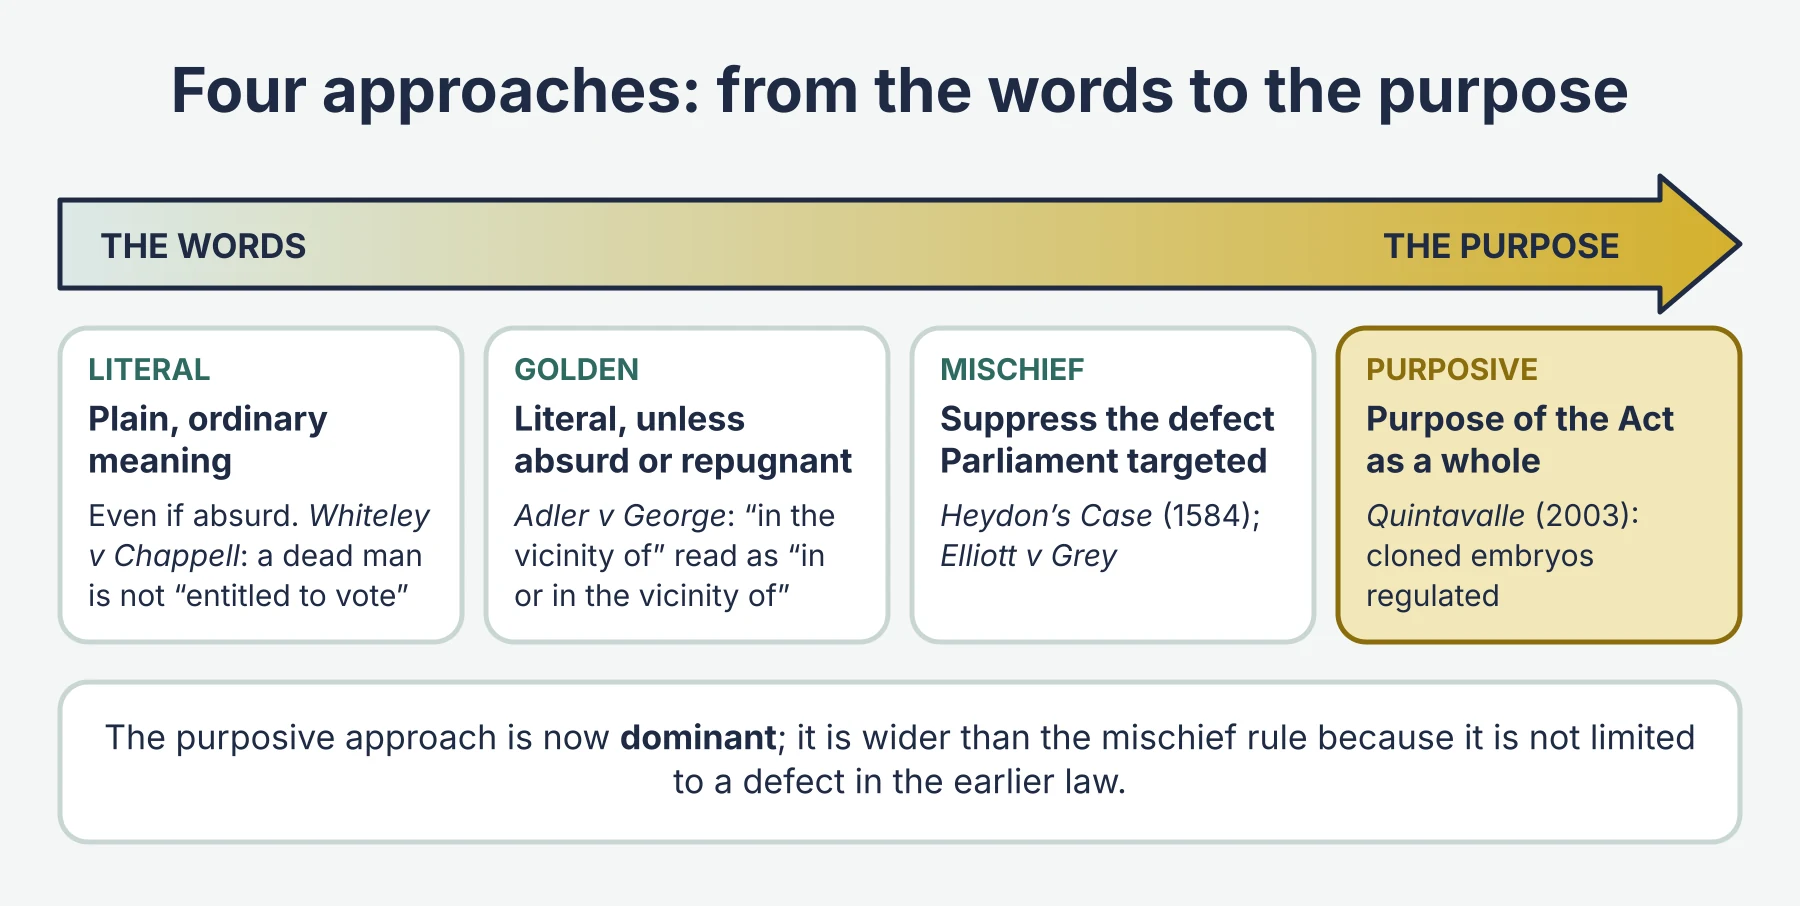 Four approaches: from the words to the purpose
THE WORDS
THE PURPOSE
LITERAL
Plain, ordinary
meaning
Even if absurd. Whiteley
v Chappell: a dead man
is not “entitled to vote”
GOLDEN
Literal, unless
absurd or repugnant
Adler v George: “in the
vicinity of” read as “in
or in the vicinity of”
MISCHIEF
Suppress the defect
Parliament targeted
Heydon’s Case (1584);
Elliott v Grey
PURPOSIVE
Purpose of the Act
as a whole
Quintavalle (2003):
cloned embryos
regulated
The purposive approach is now dominant; it is wider than the mischief rule because it is not limited
to a defect in the earlier law.